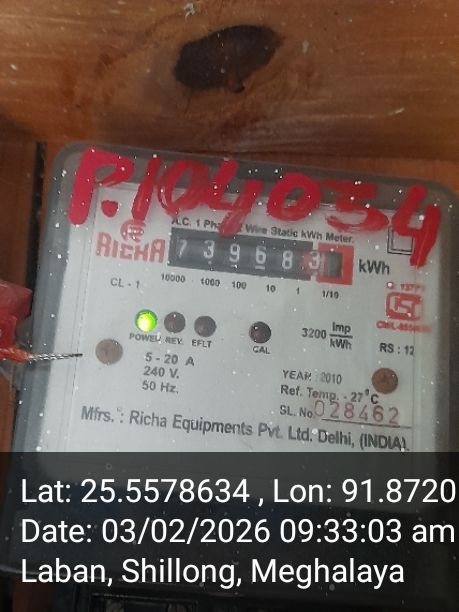 P.104034
A.C. 1 Phase 2 Wire Static kWh Meter.
RICHA
7 3 9 6 8 3
kWh
CL - 1
10000 1000 100 10 1 1/10
POWER REV. EFLT CAL
3200 imp/kWh
RS : 12
5 - 20 A
240 V.
50 Hz.
YEAR : 2010
Ref. Temp. - 27°C
SL. No. 028462
Mfrs. : Richa Equipments Pvt. Ltd. Delhi, (INDIA).
Lat: 25.5578634 , Lon: 91.8720
Date: 03/02/2026 09:33:03 am
Laban, Shillong, Meghalaya